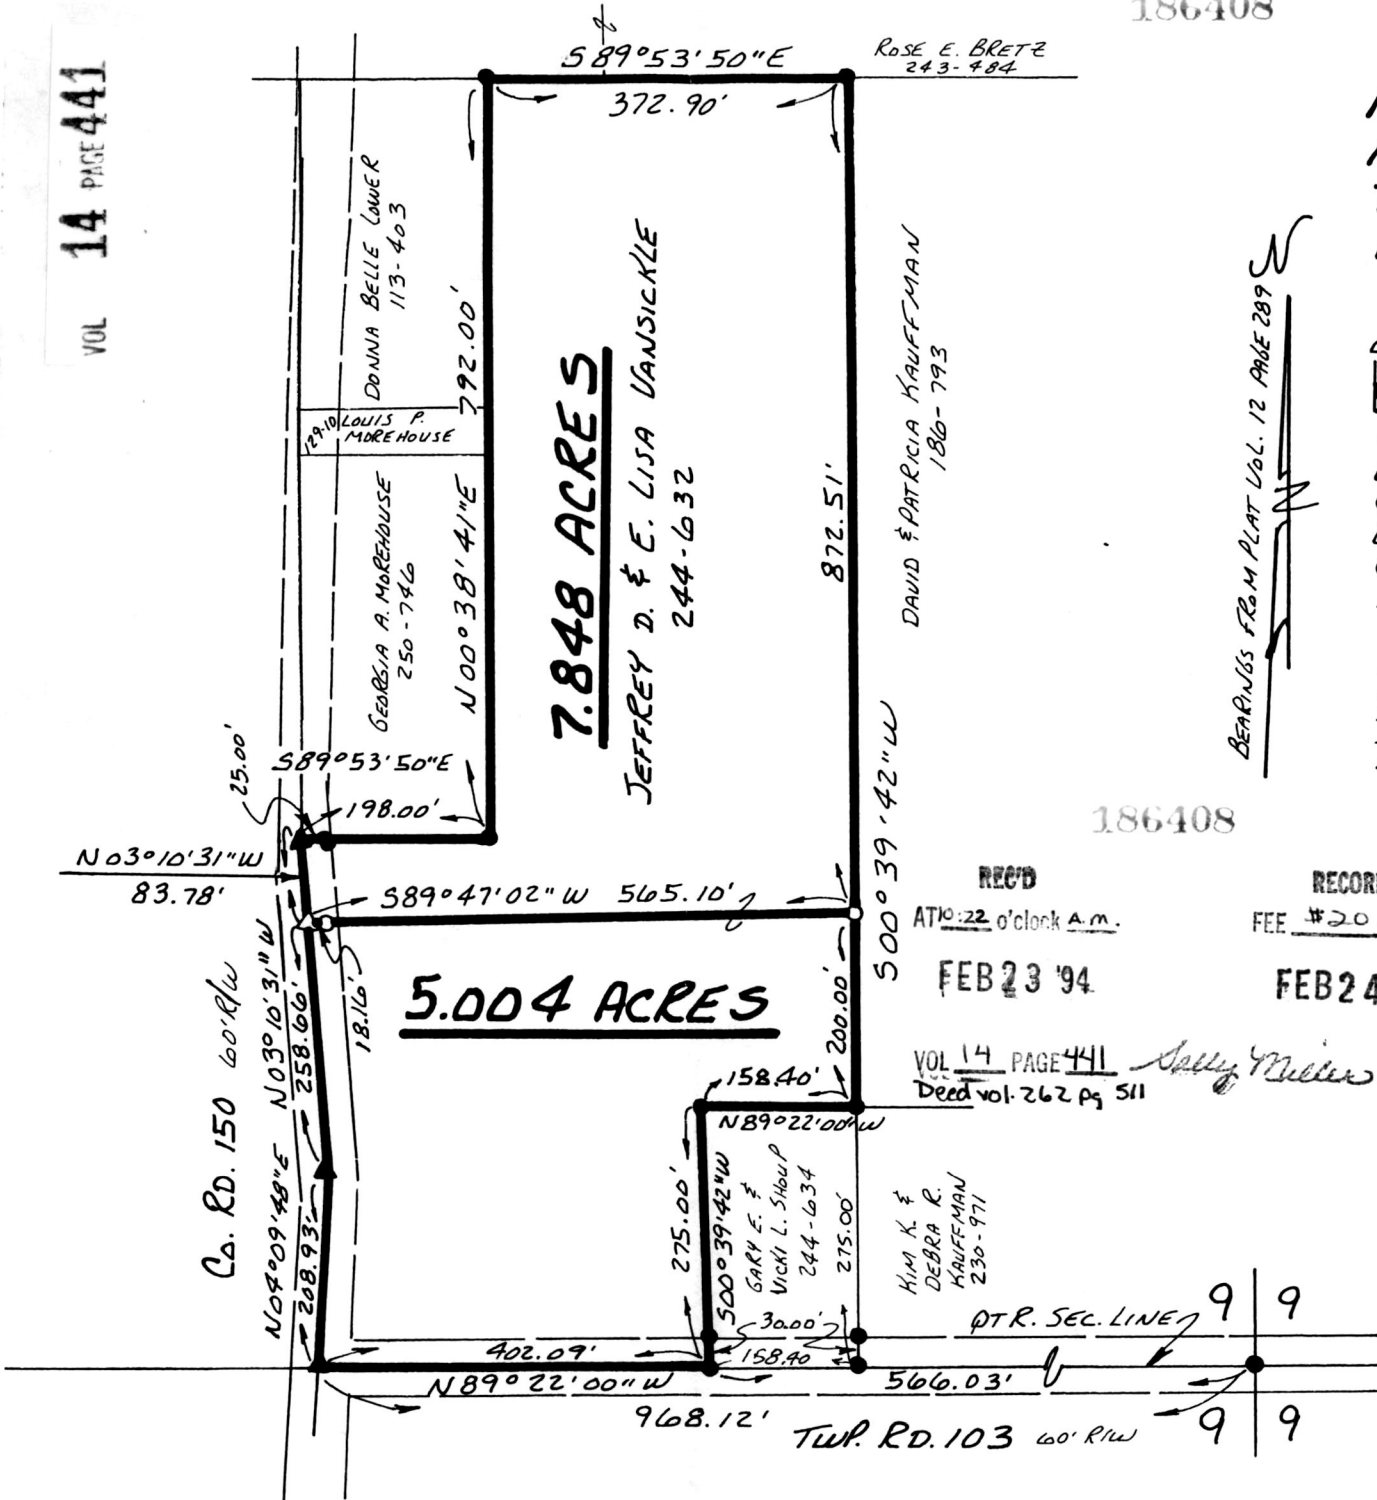 186408
VOL 14 PAGE 441
S89°53'50"E
372.90'
ROSE E. BRETZ
243-484
DONNA BELLE LOWER
113-403
792.00'
129-10 LOUIS P.
MOREHOUSE
GEORGIA A. MOREHOUSE
250-746
N00°38'41"E
7.848 ACRES
JEFFREY D. & E. LISA VANSICKLE
244-632
872.51'
DAVID & PATRICIA KAUFFMAN
186-793
BEARINGS FROM PLAT VOL. 12 PAGE 289
N
25.00'
S89°53'50"E
198.00'
N03°10'31"W
83.78'
S89°47'02"W 565.10'
S00°39'42"W
186408
REC'D
AT 10:22 o'clock A.M.
FEB 23 '94
RECOR
FEE #20
FEB 24
VOL 14 PAGE 441 Sally Miller
Deed vol. 262 pg 511
18.16'
5.004 ACRES
200.00'
Co. RD. 150 60' R/W
N03°10'31"W
258.66'
158.40'
N89°22'00"W
N04°09'48"E
208.93'
275.00'
S00°39'42"W
GARY E. &
VICKI L. SHOUP
244-634
275.00'
KIM K. &
DEBRA R.
KAUFFMAN
230-971
30.00'
QTR. SEC. LINE
9 9
402.09'
158.40
N89°22'00"W
566.03'
968.12'
TWP. RD. 103 60' R/W
9 9